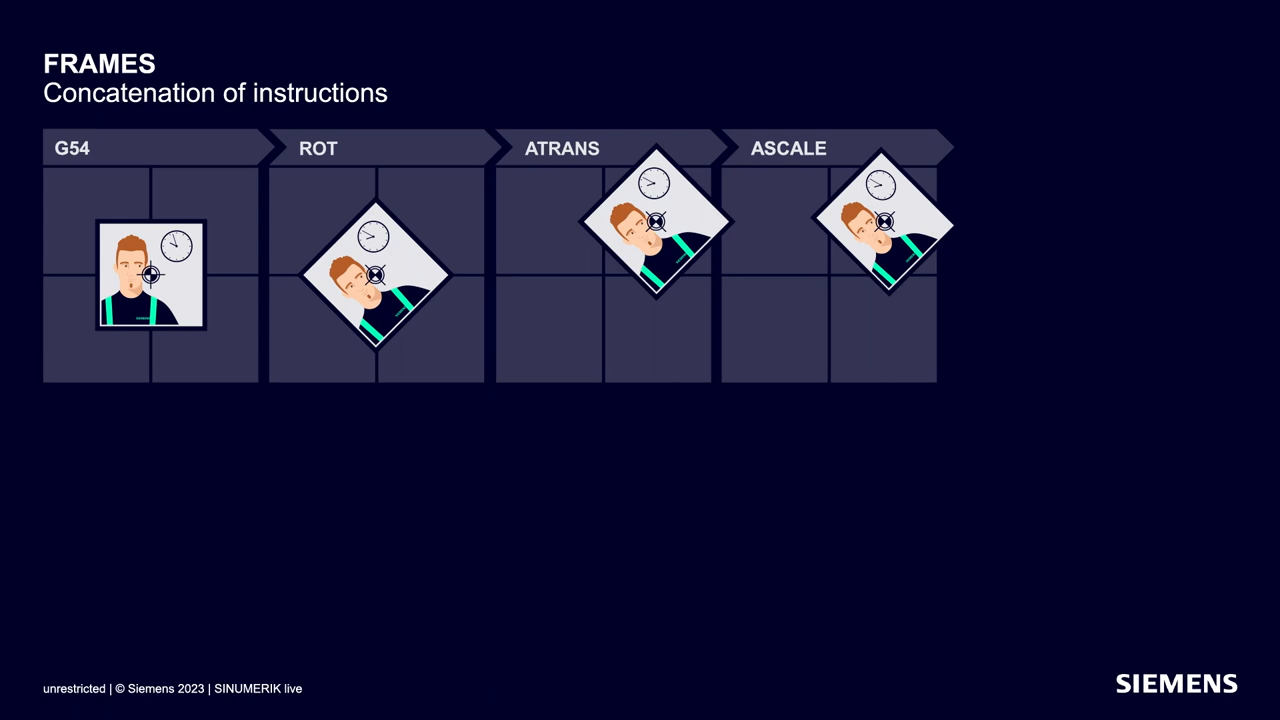 FRAMES
Concatenation of instructions
G54
ROT
ATRANS
ASCALE
unrestricted | © Siemens 2023 | SINUMERIK live
SIEMENS